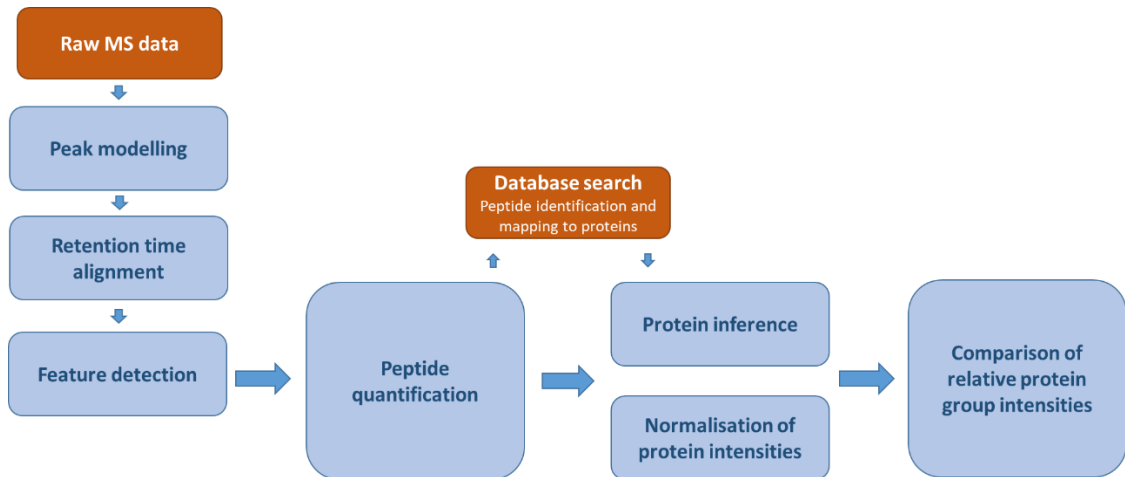 Raw MS data
Peak modelling
Retention time
alignment
Feature detection
Peptide
quantification
Database search
Peptide identification and
mapping to proteins
Protein inference
Normalisation of
protein intensities
Comparison of
relative protein
group intensities